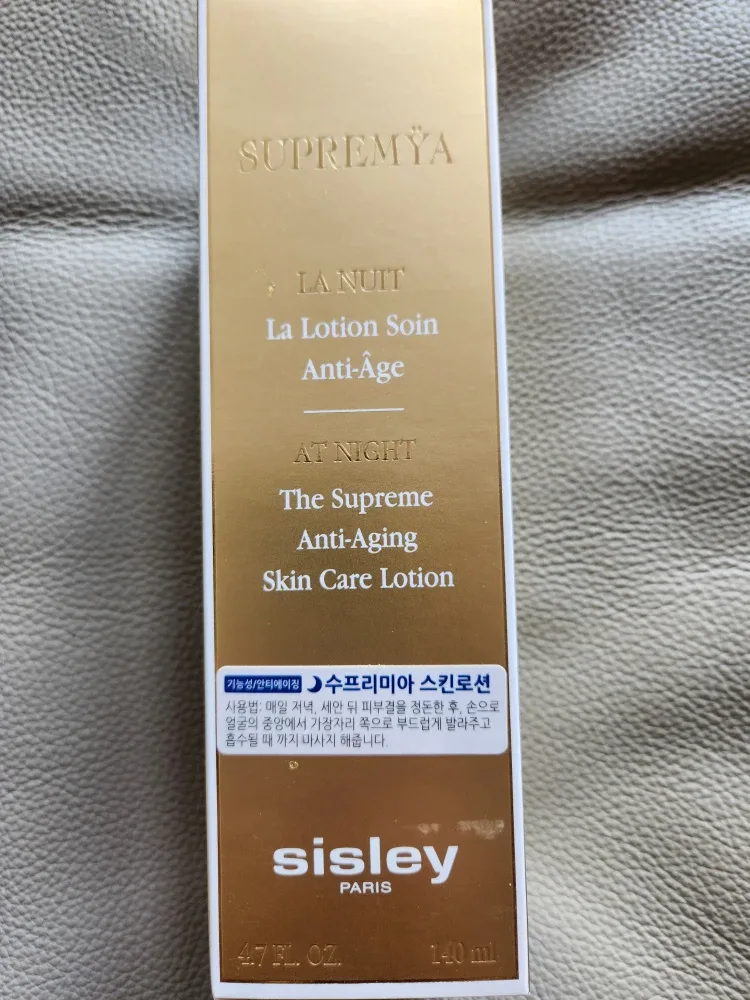 SUPREMŸA
LA NUIT
La Lotion Soin
Anti-Âge
AT NIGHT
The Supreme
Anti-Aging
Skin Care Lotion
기능성/안티에이징 수프리미아 스킨로션
사용법: 매일 저녁, 세안 뒤 피부결을 정돈한 후, 손으로
얼굴의 중앙에서 가장자리 쪽으로 부드럽게 발라주고
흡수될 때 까지 마사지 해줍니다.
sisley
PARIS
4.7 FL. OZ. 140 ml